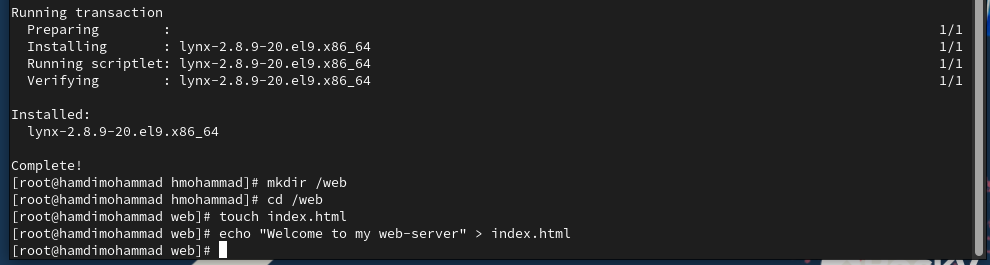 Running transaction
  Preparing        :                                                                                                1/1
  Installing       : lynx-2.8.9-20.el9.x86_64                                                                       1/1
  Running scriptlet: lynx-2.8.9-20.el9.x86_64                                                                       1/1
  Verifying        : lynx-2.8.9-20.el9.x86_64                                                                       1/1
Installed:
  lynx-2.8.9-20.el9.x86_64
Complete!
[root@hamdimohammad hmohammad]# mkdir /web
[root@hamdimohammad hmohammad]# cd /web
[root@hamdimohammad web]# touch index.html
[root@hamdimohammad web]# echo "Welcome to my web-server" > index.html
[root@hamdimohammad web]#